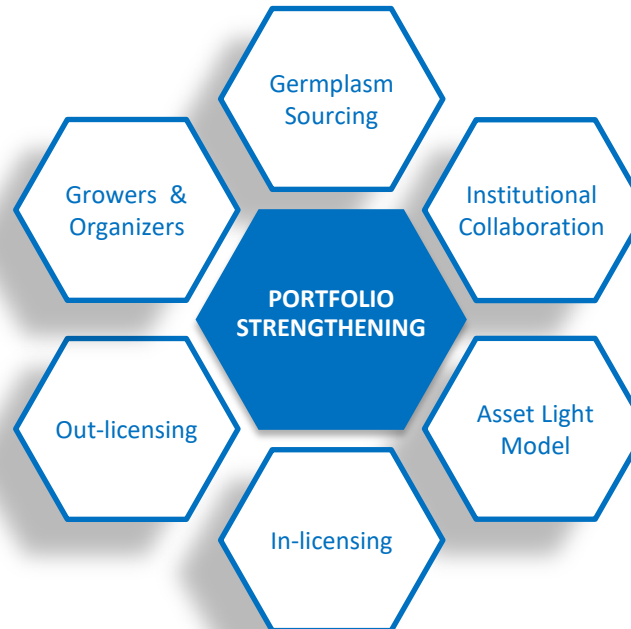 Germplasm
Sourcing
Growers & 
Organizers
Institutional
Collaboration
PORTFOLIO
STRENGTHENING
Out-licensing
Asset Light
Model
In-licensing